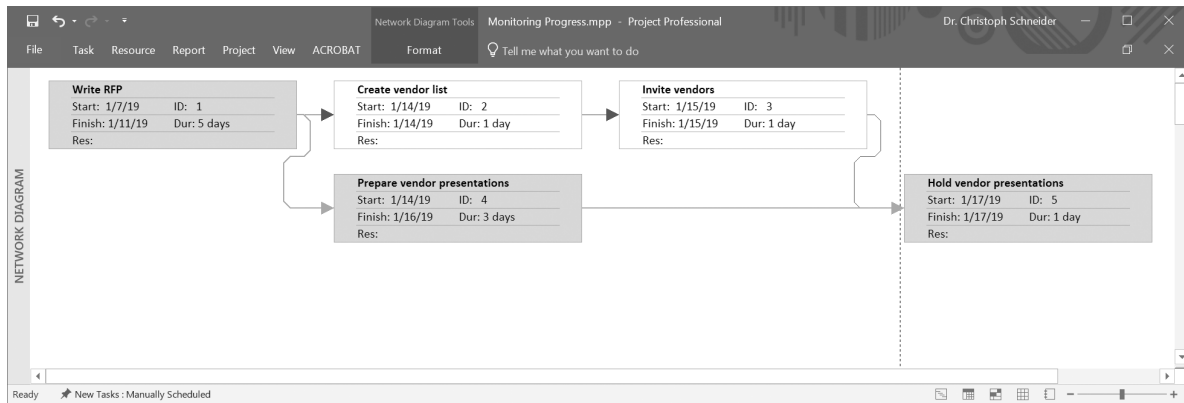 Network Diagram Tools Monitoring Progress.mpp - Project Professional Dr. Christoph Schneider
File Task Resource Report Project View ACROBAT Format Tell me what you want to do
NETWORK DIAGRAM
Write RFP
Start: 1/7/19 ID: 1
Finish: 1/11/19 Dur: 5 days
Res:
Create vendor list
Start: 1/14/19 ID: 2
Finish: 1/14/19 Dur: 1 day
Res:
Invite vendors
Start: 1/15/19 ID: 3
Finish: 1/15/19 Dur: 1 day
Res:
Prepare vendor presentations
Start: 1/14/19 ID: 4
Finish: 1/16/19 Dur: 3 days
Res:
Hold vendor presentations
Start: 1/17/19 ID: 5
Finish: 1/17/19 Dur: 1 day
Res:
Ready New Tasks : Manually Scheduled